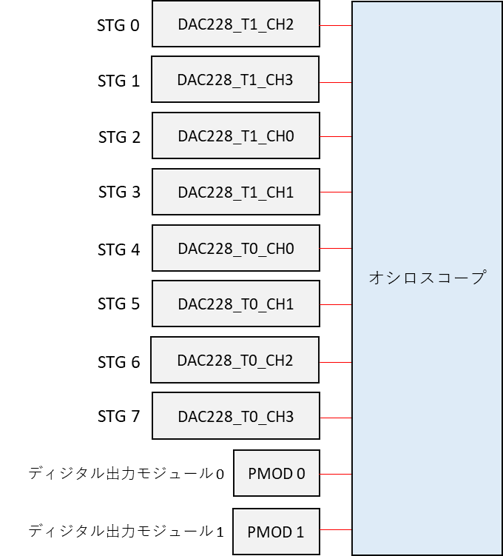 STG 0 DAC228_T1_CH2
STG 1 DAC228_T1_CH3
STG 2 DAC228_T1_CH0
STG 3 DAC228_T1_CH1
STG 4 DAC228_T0_CH0
オシロスコープ
STG 5 DAC228_T0_CH1
STG 6 DAC228_T0_CH2
STG 7 DAC228_T0_CH3
ディジタル出力モジュール0 PMOD 0
ディジタル出力モジュール1 PMOD 1